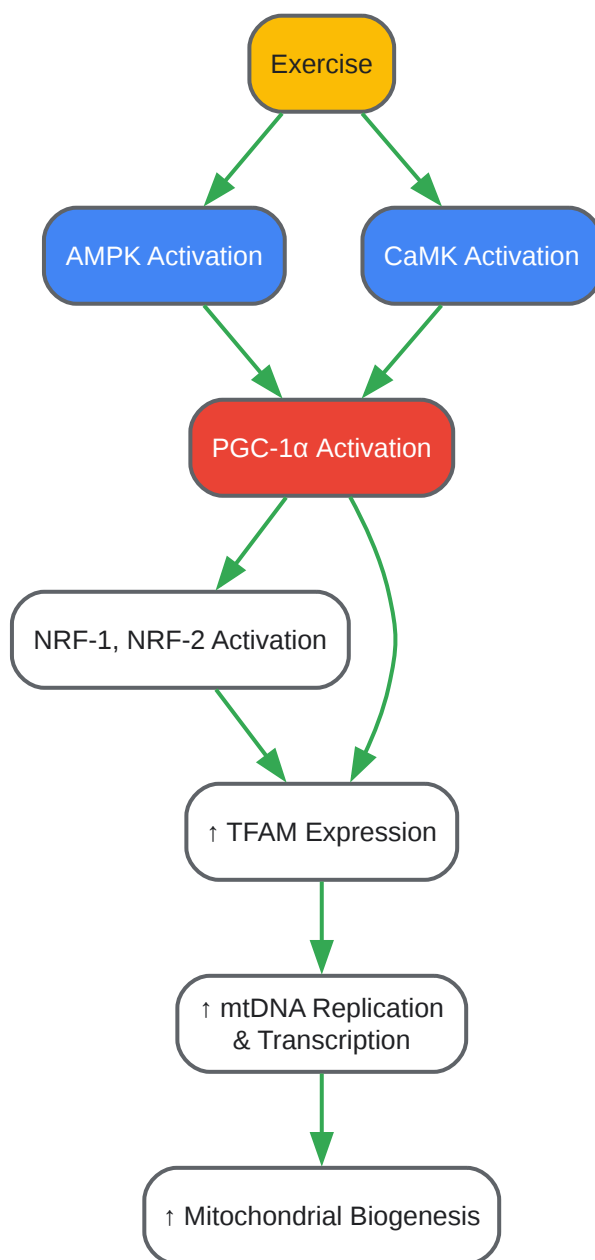 Exercise
AMPK Activation
CaMK Activation
PGC-1α Activation
NRF-1, NRF-2 Activation
↑ TFAM Expression
↑ mtDNA Replication
& Transcription
↑ Mitochondrial Biogenesis